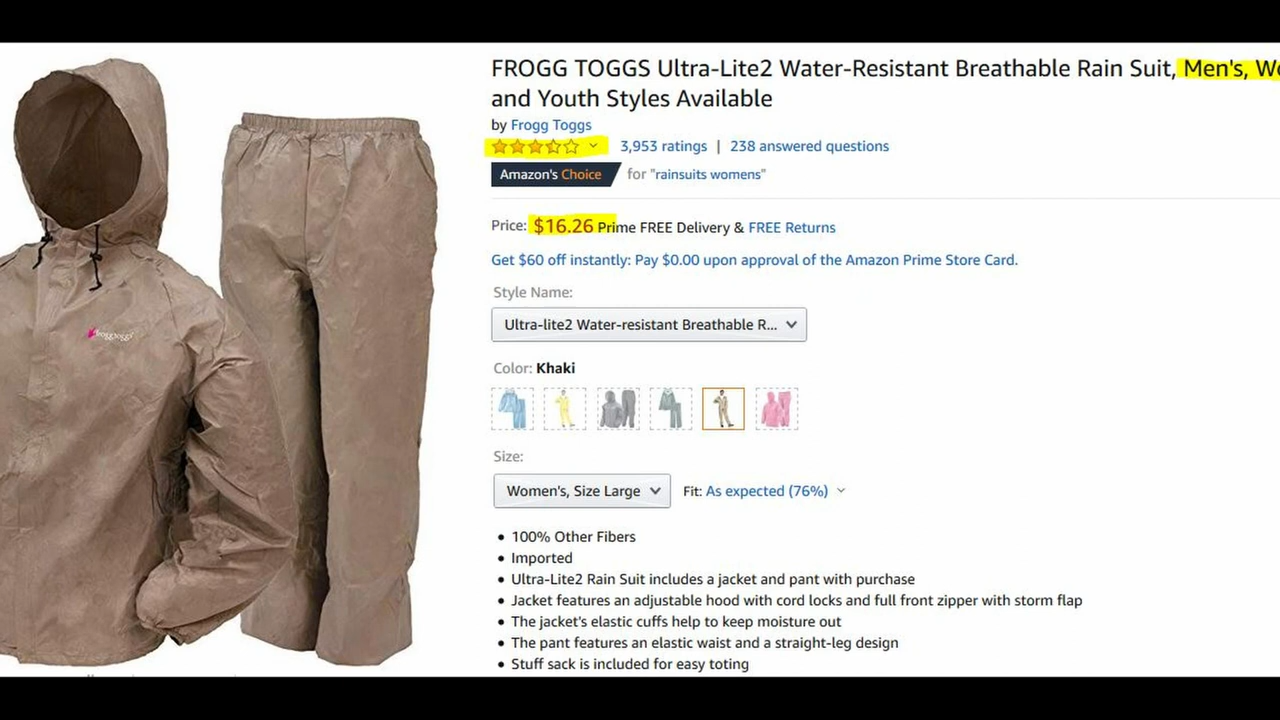 FROGG TOGGS Ultra-Lite2 Water-Resistant Breathable Rain Suit, Men's,
and Youth Styles Available
by Frogg Toggs
3,953 ratings | 238 answered questions
Amazon's Choice for "rainsuits womens"
Price: $16.26 Prime FREE Delivery & FREE Returns
Get $60 off instantly: Pay $0.00 upon approval of the Amazon Prime Store Card.
Style Name:
Ultra-lite2 Water-resistant Breathable R...
Color: Khaki
Size:
Women's, Size Large Fit: As expected (76%)
• 100% Other Fibers
• Imported
• Ultra-Lite2 Rain Suit includes a jacket and pant with purchase
• Jacket features an adjustable hood with cord locks and full front zipper with storm flap
• The jacket's elastic cuffs help to keep moisture out
• The pant features an elastic waist and a straight-leg design
• Stuff sack is included for easy toting
froggtoggs